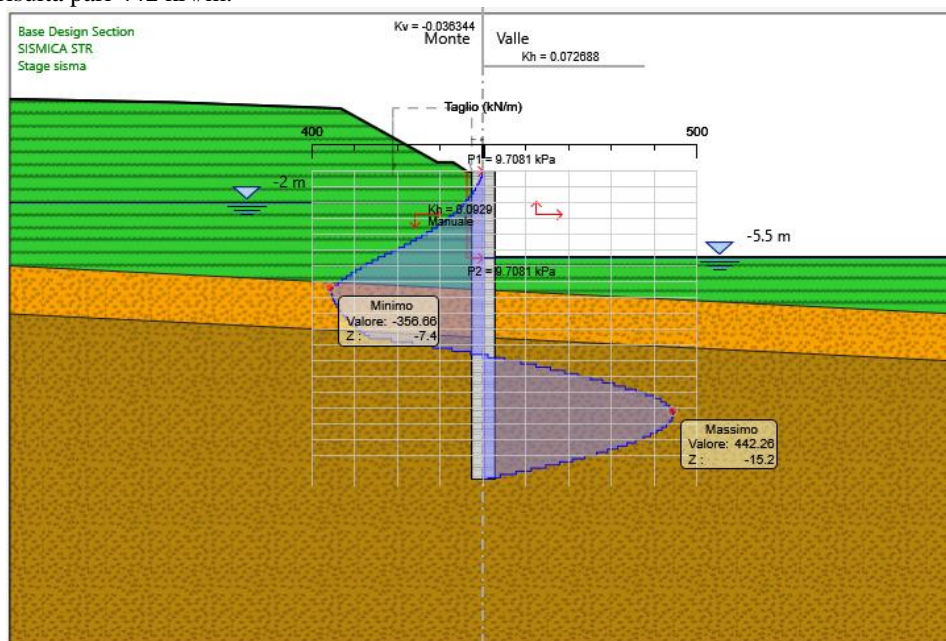 Base Design Section
SISMICA STR
Stage sisma
Kv = -0.036344
Monte Valle
Kh = 0.072688
Taglio (kN/m)
400 500
P1 = 9.7081 kPa
-2 m
Kh = 0.0929
Manuale
-5.5 m
P2 = 9.7081 kPa
Minimo
Valore: -356.66
Z : -7.4
Massimo
Valore: 442.26
Z : -15.2